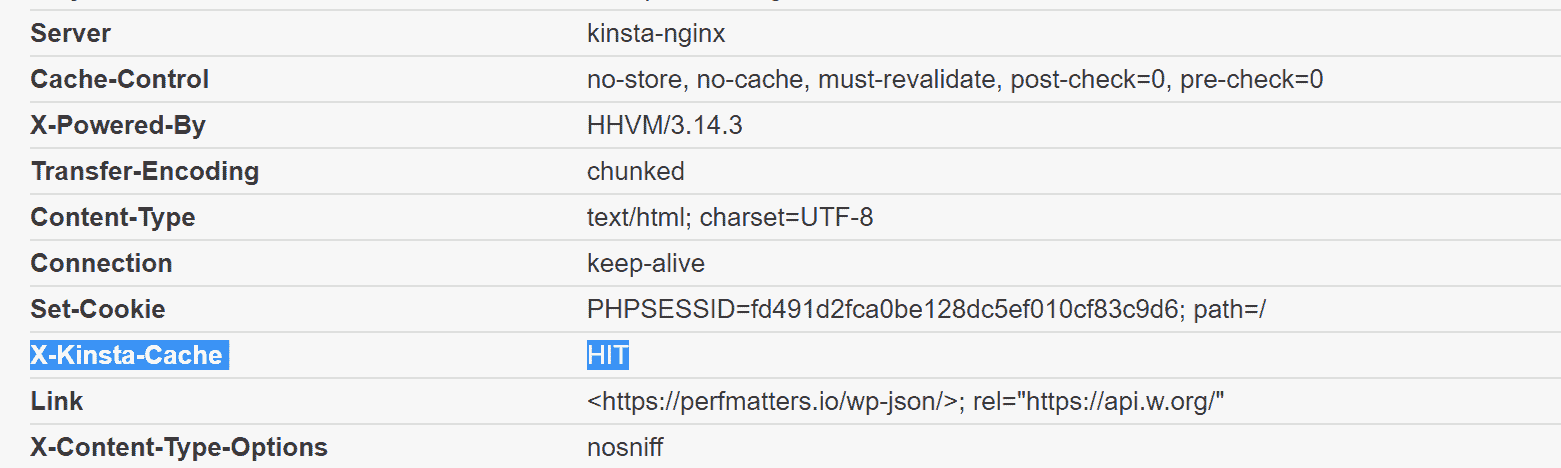 Server kinsta-nginx
Cache-Control no-store, no-cache, must-revalidate, post-check=0, pre-check=0
X-Powered-By HHVM/3.14.3
Transfer-Encoding chunked
Content-Type text/html; charset=UTF-8
Connection keep-alive
Set-Cookie PHPSESSID=fd491d2fca0be128dc5ef010cf83c9d6; path=/
X-Kinsta-Cache HIT
Link <https://perfmatters.io/wp-json/>; rel="https://api.w.org/"
X-Content-Type-Options nosniff